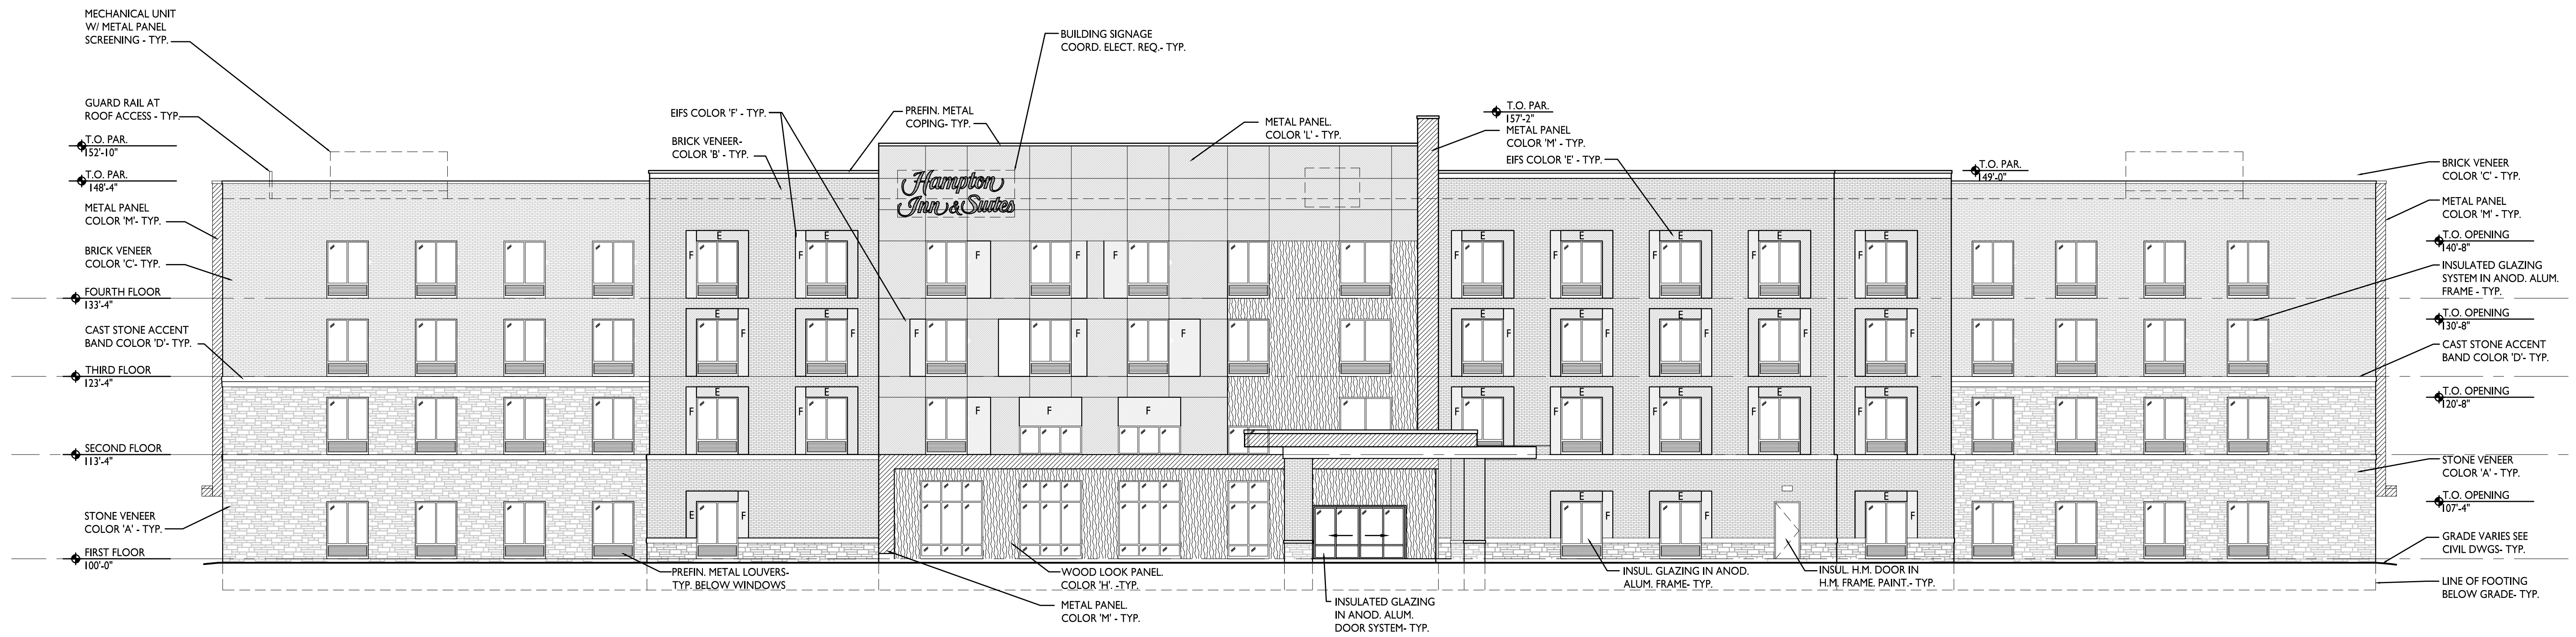 MECHANICAL UNIT
W/ METAL PANEL
SCREENING - TYP.
GUARD RAIL AT
ROOF ACCESS - TYP.
T.O. PAR.
152'-10"
T.O. PAR.
148'-4"
METAL PANEL
COLOR 'M'- TYP.
BRICK VENEER
COLOR 'C'- TYP.
FOURTH FLOOR
133'-4"
CAST STONE ACCENT
BAND COLOR 'D'- TYP.
THIRD FLOOR
123'-4"
SECOND FLOOR
113'-4"
STONE VENEER
COLOR 'A' - TYP.
FIRST FLOOR
100'-0"
EIFS COLOR 'F' - TYP.
BRICK VENEER-
COLOR 'B' - TYP.
PREFIN. METAL
COPING- TYP.
BUILDING SIGNAGE
COORD. ELECT. REQ.- TYP.
METAL PANEL.
COLOR 'L' - TYP.
T.O. PAR.
157'-2"
METAL PANEL
COLOR 'M' - TYP.
EIFS COLOR 'E' - TYP.
T.O. PAR.
149'-0"
Hampton
Inn & Suites
E E E E E E E
F F F F F F F F F F
E E E E E E E
F F F F F F F F F F
E E E E E E E
F F F F F F F F F F
E E E E
E F F F F
PREFIN. METAL LOUVERS-
TYP. BELOW WINDOWS
WOOD LOOK PANEL.
COLOR 'H'. -TYP.
METAL PANEL.
COLOR 'M' - TYP.
INSULATED GLAZING
IN ANOD. ALUM.
DOOR SYSTEM- TYP.
INSUL. GLAZING IN ANOD.
ALUM. FRAME- TYP.
INSUL. H.M. DOOR IN
H.M. FRAME. PAINT.- TYP.
BRICK VENEER
COLOR 'C' - TYP.
METAL PANEL
COLOR 'M' - TYP.
T.O. OPENING
140'-8"
INSULATED GLAZING
SYSTEM IN ANOD. ALUM.
FRAME - TYP.
T.O. OPENING
130'-8"
CAST STONE ACCENT
BAND COLOR 'D'- TYP.
T.O. OPENING
120'-8"
STONE VENEER
COLOR 'A' - TYP.
T.O. OPENING
107'-4"
GRADE VARIES SEE
CIVIL DWGS- TYP.
LINE OF FOOTING
BELOW GRADE- TYP.